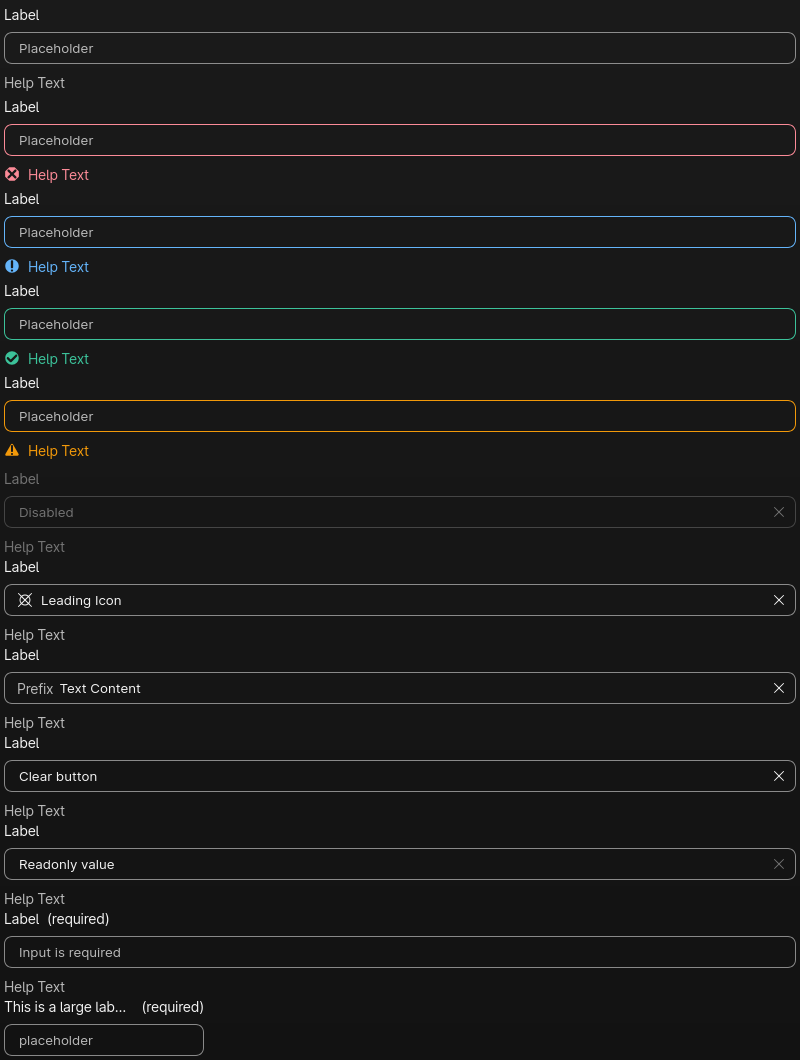 Label
Placeholder
Help Text
Label
Placeholder
Help Text
Label
Placeholder
Help Text
Label
Placeholder
Help Text
Label
Placeholder
Help Text
Label
Disabled
Help Text
Label
Leading Icon
Help Text
Label
Prefix Text Content
Help Text
Label
Clear button
Help Text
Label
Readonly value
Help Text
Label (required)
Input is required
Help Text
This is a large lab... (required)
placeholder